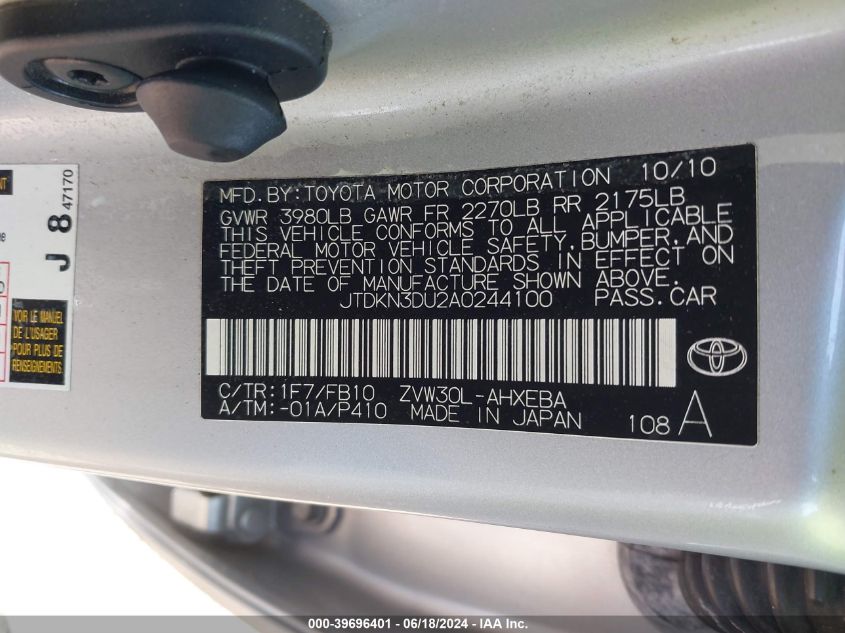 MFD. BY: TOYOTA MOTOR CORPORATION 10/10
GVWR 3980LB GAWR FR 2270LB RR 2175LB
THIS VEHICLE CONFORMS TO ALL APPLICABLE
FEDERAL MOTOR VEHICLE SAFETY, BUMPER, AND
THEFT PREVENTION STANDARDS IN EFFECT ON
THE DATE OF MANUFACTURE SHOWN ABOVE.
JTDKN3DU2A0244100 PASS. CAR
C/TR: 1F7/FB10 ZVW30L-AHXEBA
A/TM: -01A/P410 MADE IN JAPAN 108 A
J 8 47170
VOIR LE MANUEL
DE L'USAGER
POUR PLUS DE
RENSEIGNEMENTS
000-39696401 / 06/18/2024 / IAA Inc.